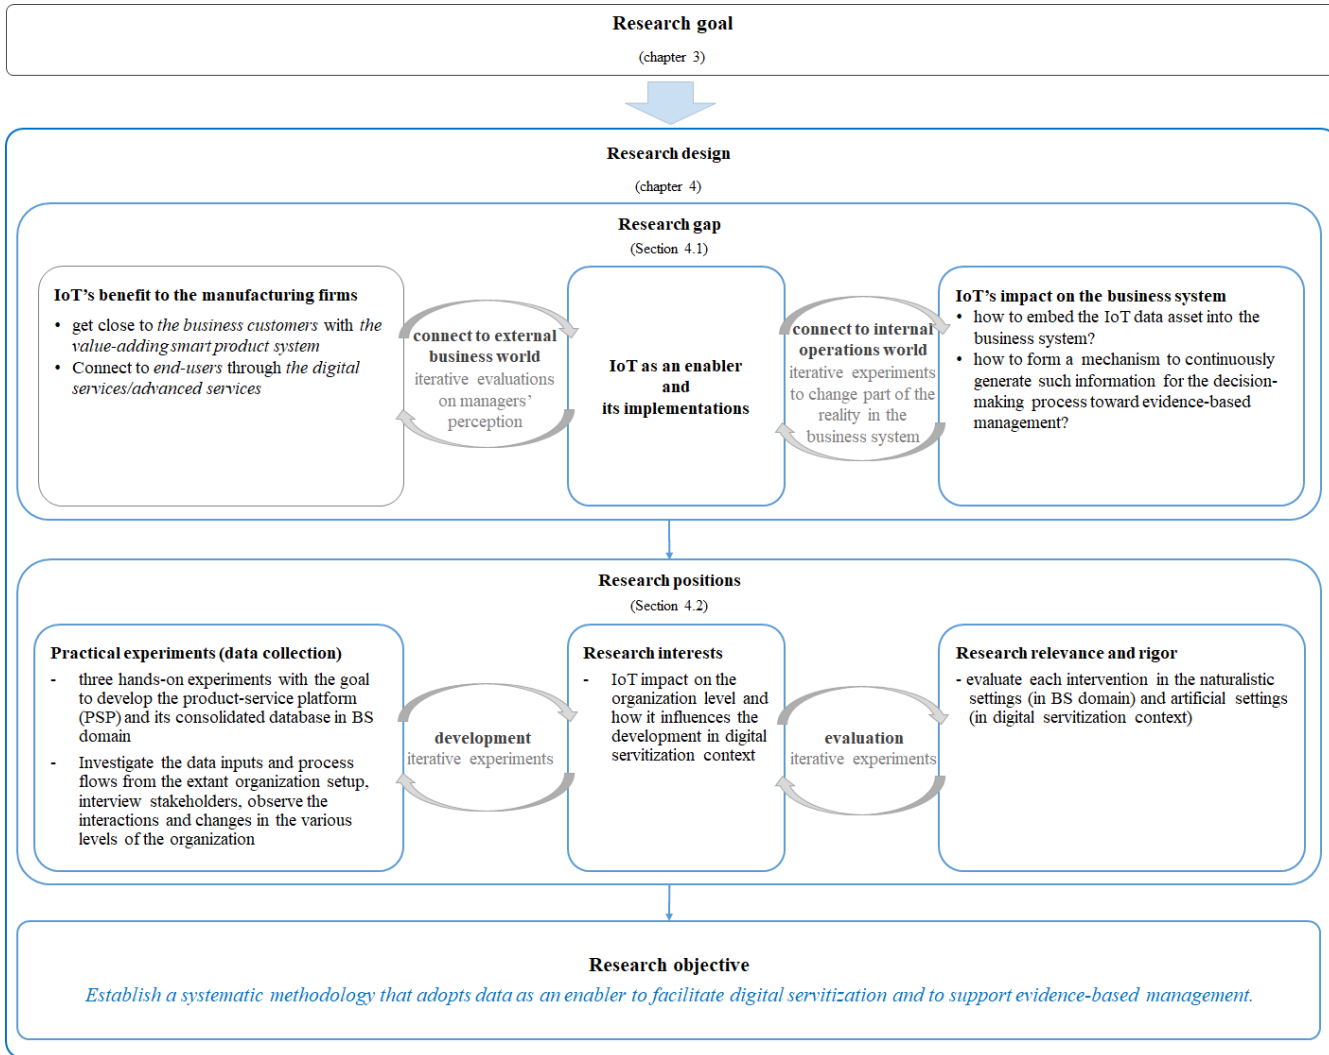 Research goal
(chapter 3)
Research design
(chapter 4)
Research gap
(Section 4.1)
IoT’s benefit to the manufacturing firms
• get close to the business customers with the
value-adding smart product system
• Connect to end-users through the digital
services/advanced services
connect to external
business world
iterative evaluations
on managers’
perception
IoT as an enabler
and
its implementations
connect to internal
operations world
iterative experiments
to change part of the
reality in the
business system
IoT’s impact on the business system
• how to embed the IoT data asset into the
business system?
• how to form a mechanism to continuously
generate such information for the decision-
making process toward evidence-based
management?
Research positions
(Section 4.2)
Practical experiments (data collection)
- three hands-on experiments with the goal
to develop the product-service platform
(PSP) and its consolidated database in BS
domain
- Investigate the data inputs and process
flows from the extant organization setup,
interview stakeholders, observe the
interactions and changes in the various
levels of the organization
development
iterative experiments
Research interests
- IoT impact on the
organization level and
how it influences the
development in digital
servitization context
evaluation
iterative experiments
Research relevance and rigor
- evaluate each intervention in the naturalistic
settings (in BS domain) and artificial settings
(in digital servitization context)
Research objective
Establish a systematic methodology that adopts data as an enabler to facilitate digital servitization and to support evidence-based management.